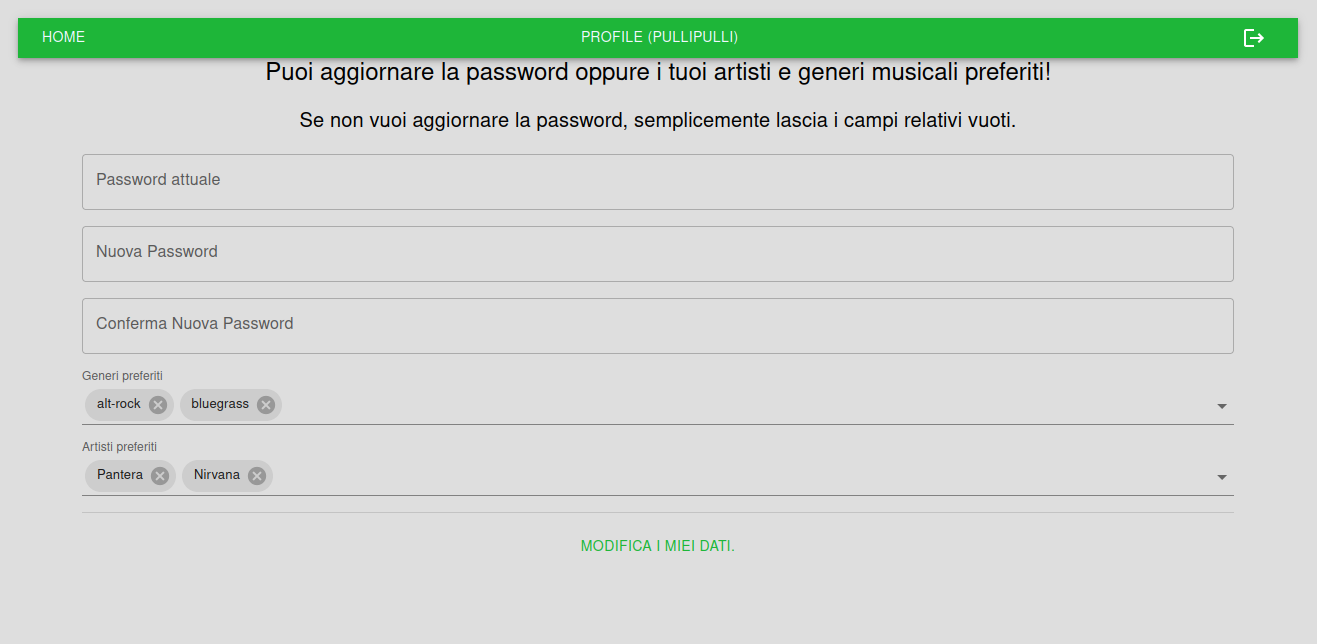 HOME PROFILE (PULLIPULLI)
Puoi aggiornare la password oppure i tuoi artisti e generi musicali preferiti!
Se non vuoi aggiornare la password, semplicemente lascia i campi relativi vuoti.
Password attuale
Nuova Password
Conferma Nuova Password
Generi preferiti
alt-rock bluegrass
Artisti preferiti
Pantera Nirvana
MODIFICA I MIEI DATI.